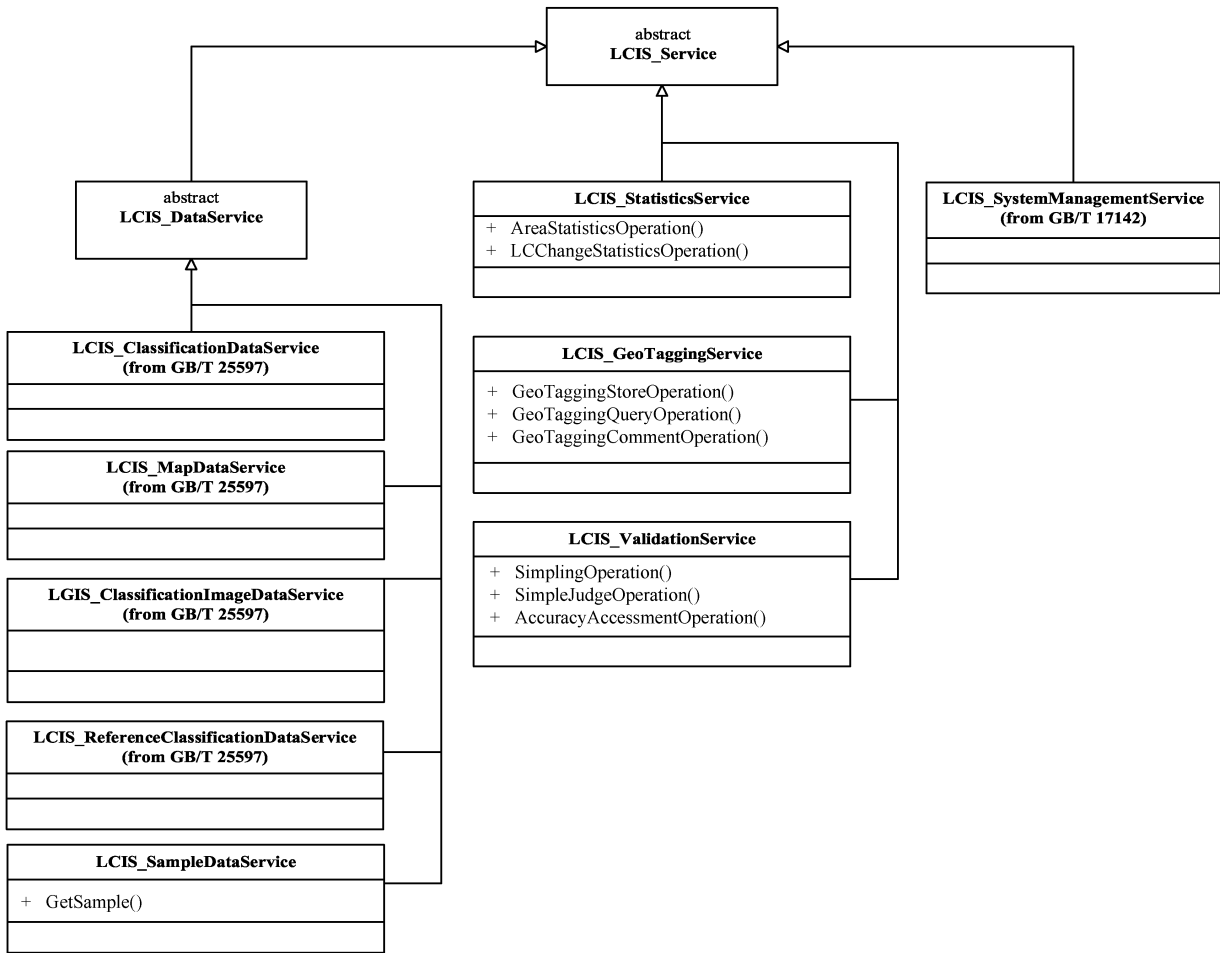 abstract
LCIS_Service
abstract
LCIS_DataService
LCIS_StatisticsService
+ AreaStatisticsOperation()
+ LCChangeStatisticsOperation()
LCIS_SystemManagementService
(from GB/T 17142)
LCIS_ClassificationDataService
(from GB/T 25597)
LCIS_MapDataService
(from GB/T 25597)
LGIS_ClassificationImageDataService
(from GB/T 25597)
LCIS_ReferenceClassificationDataService
(from GB/T 25597)
LCIS_SampleDataService
+ GetSample()
LCIS_GeoTaggingService
+ GeoTaggingStoreOperation()
+ GeoTaggingQueryOperation()
+ GeoTaggingCommentOperation()
LCIS_ValidationService
+ SimplingOperation()
+ SimpleJudgeOperation()
+ AccuracyAccessmentOperation()